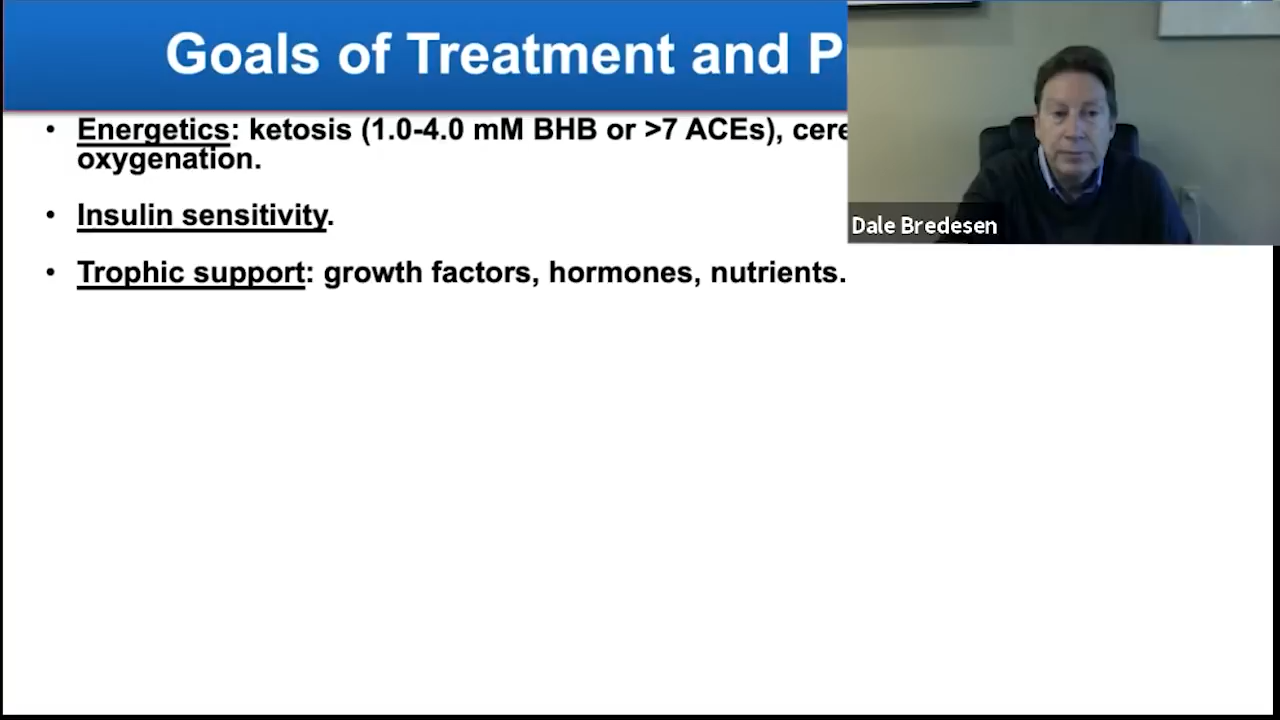 Goals of Treatment and P
• Energetics: ketosis (1.0-4.0 mM BHB or >7 ACEs), cere
oxygenation.
• Insulin sensitivity.
• Trophic support: growth factors, hormones, nutrients.
Dale Bredesen